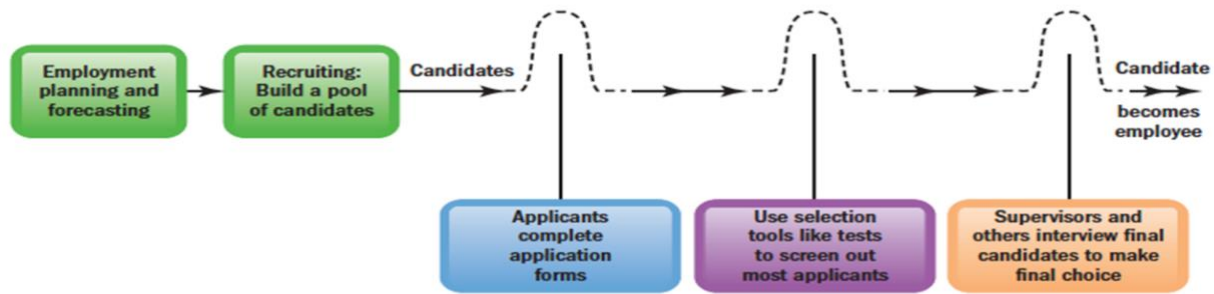 Employment
planning and
forecasting
Recruiting:
Build a pool
of candidates
Candidates
Candidate
becomes
employee
Applicants
complete
application
forms
Use selection
tools like tests
to screen out
most applicants
Supervisors and
others interview final
candidates to make
final choice